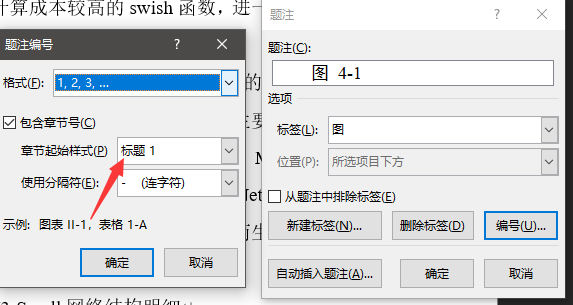 计算成本较高的 swish 函数，进一
题注编号
?
格式(F):
1, 2, 3, ...
包含章节号(C)
章节起始样式(P)
标题 1
使用分隔符(E):
- (连字符)
示例: 图表 II-1，表格 1-A
确定
取消
的
主要
M
Net
题注
?
题注(C):
图 4-1
选项
标签(L):
图
位置(P):
所选项目下方
从题注中排除标签(E)
新建标签(N)...
删除标签(D)
编号(U)...
自动插入题注(A)...
确定
取消
Small 网络结构明细